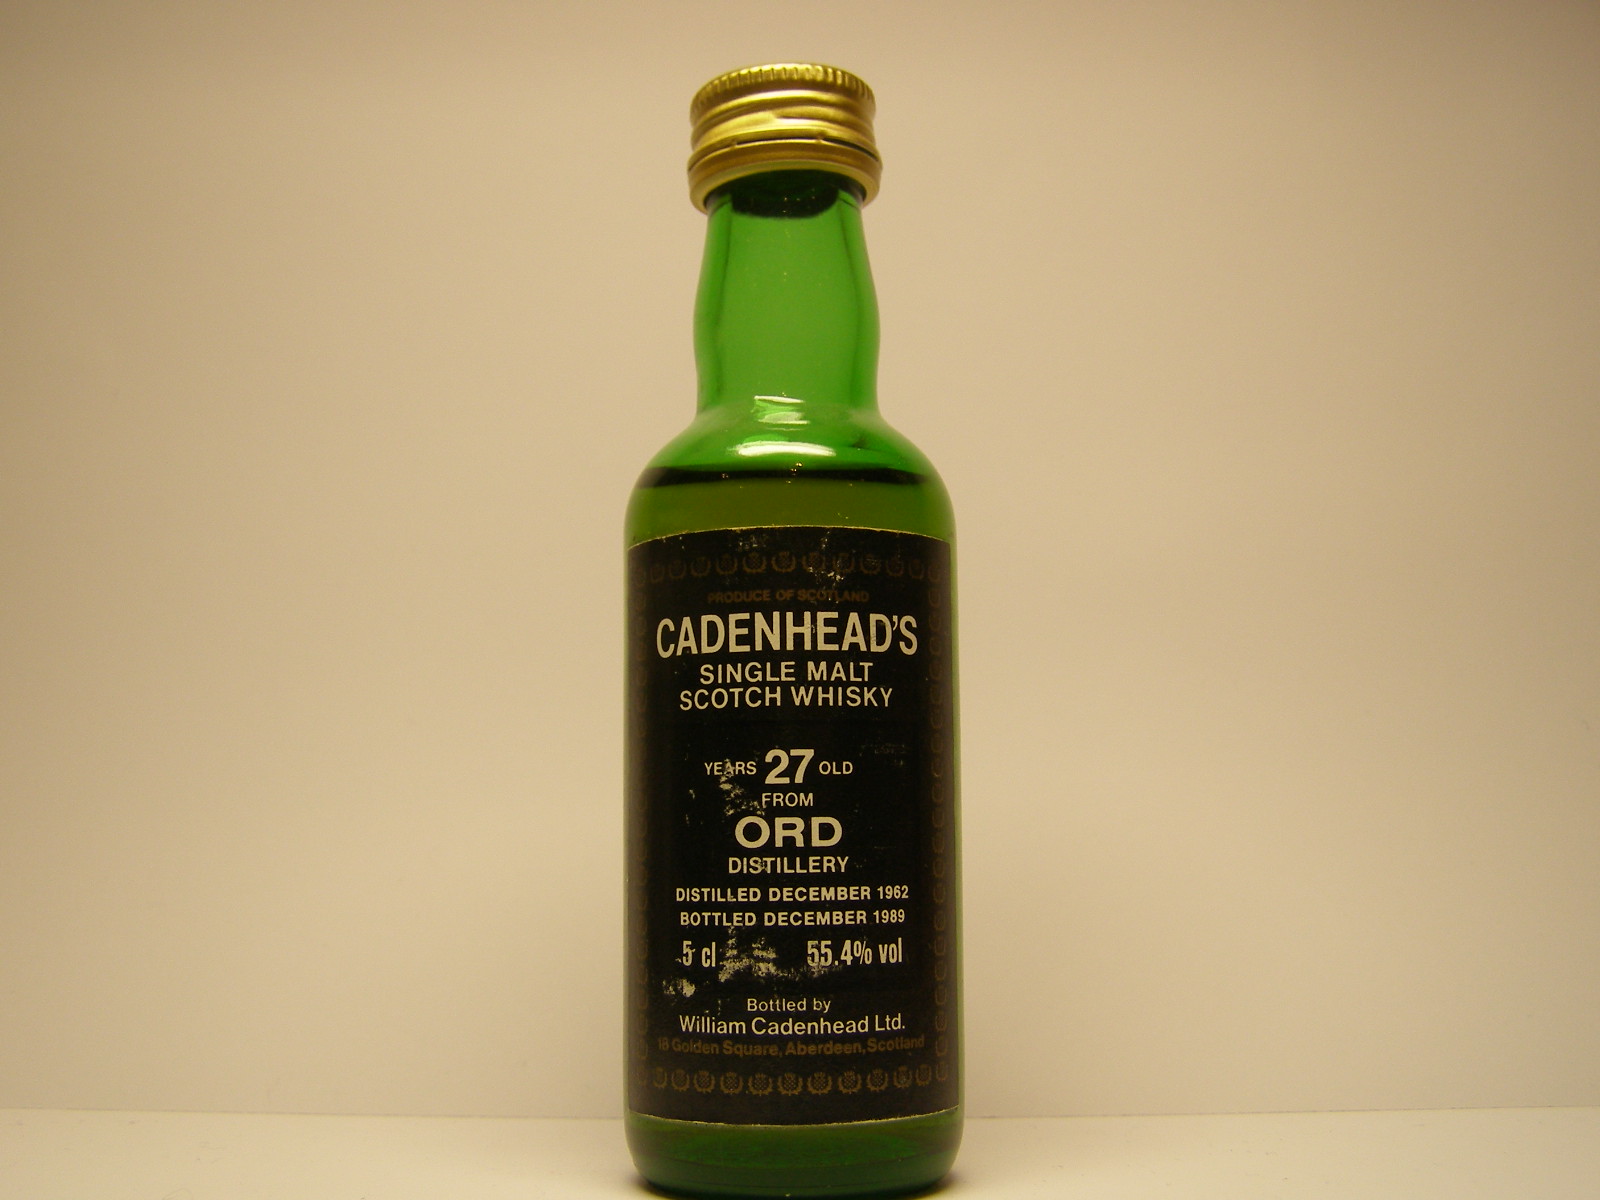 PRODUCE OF SCOTLAND
CADENHEAD'S
SINGLE MALT
SCOTCH WHISKY
YEARS 27 OLD
FROM
ORD
DISTILLERY
DISTILLED DECEMBER 1962
BOTTLED DECEMBER 1989
5 cl 55.4% vol
Bottled by
William Cadenhead Ltd.
18 Golden Square, Aberdeen, Scotland